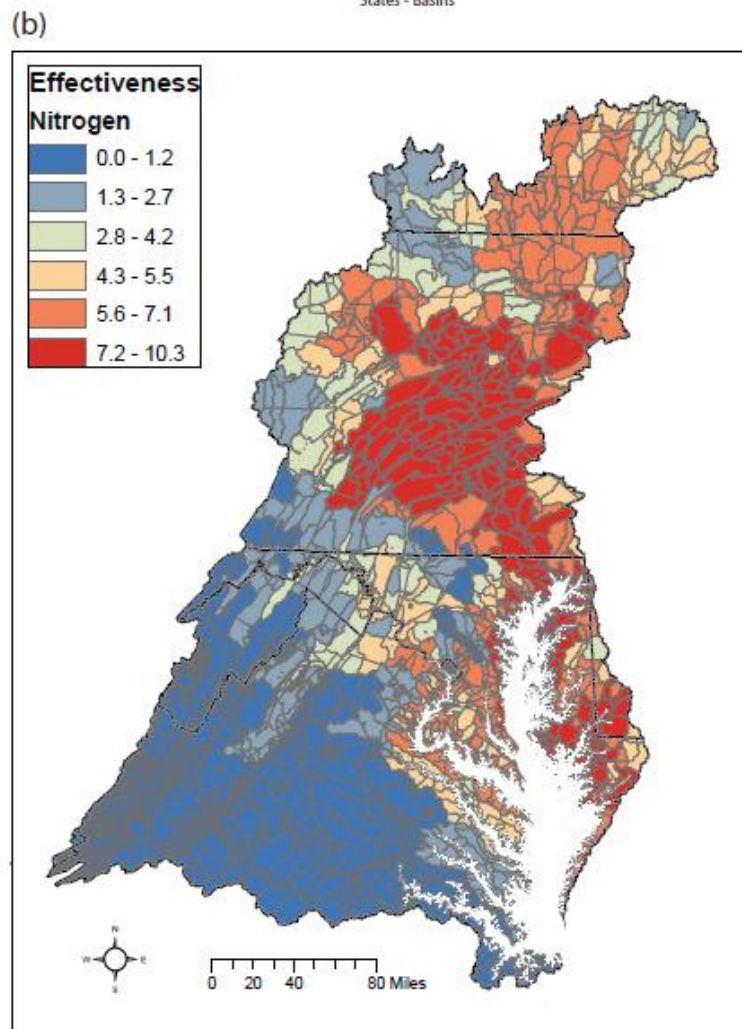 States - Basins
(b)
Effectiveness
Nitrogen
0.0 - 1.2
1.3 - 2.7
2.8 - 4.2
4.3 - 5.5
5.6 - 7.1
7.2 - 10.3
N
W E
S
0 20 40 80 Miles